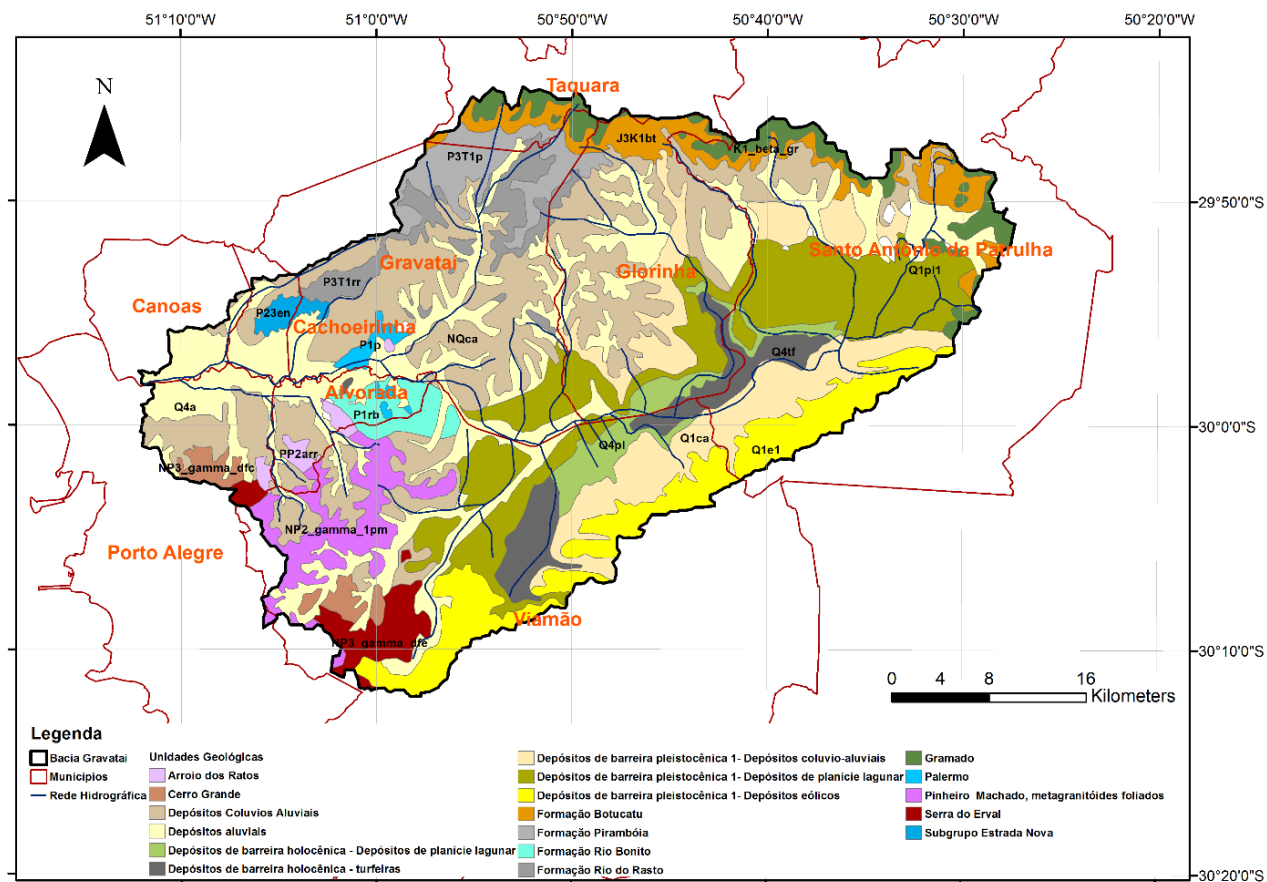 51°10'0"W 51°0'0"W 50°50'0"W 50°40'0"W 50°30'0"W 50°20'0"W
N
Taquara
J3K1bt
K1_beta_gr
P3T1p
29°50'0"S
Santo Antônio da Patrulha
Gravataí
Glorinha
Q1pl1
P3T1rr
Canoas
P23en
Cachoeirinha
P1p
NQca
Q4tf
Alvorada
Q4a
P1rb
30°0'0"S
Q1ca
Q4pl
Q1e1
PP2arr
NP3_gamma_dfc
NP2_gamma_1pm
Porto Alegre
Viamão
NP3_gamma_dfe
30°10'0"S
0 4 8 16
Kilometers
Legenda
Bacia Gravataí
Municipios
Rede Hidrográfica
Unidades Geológicas
Arroio dos Ratos
Cerro Grande
Depósitos Coluvios Aluviais
Depósitos aluviais
Depósitos de barreira holocênica - Depósitos de planície lagunar
Depósitos de barreira holocênica - turfeiras
Depósitos de barreira pleistocênica 1- Depósitos coluvio-aluviais
Depósitos de barreira pleistocênica 1- Depósitos de planície lagunar
Depósitos de barreira pleistocênica 1- Depósitos eólicos
Formação Botucatu
Formação Pirambóia
Formação Rio Bonito
Formação Rio do Rasto
Gramado
Palermo
Pinheiro Machado, metagranitóides foliados
Serra do Erval
Subgrupo Estrada Nova
30°20'0"S